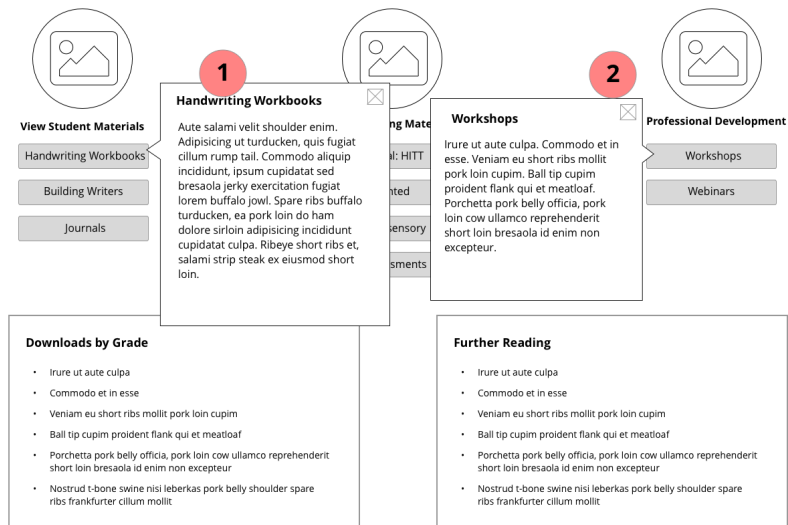 1
2
Handwriting Workbooks
Aute salami velit shoulder enim.
Adipisicing ut turducken, quis fugiat
cillum rump tail. Commodo aliquip
incididunt, ipsum cupidatat sed
bresaola jerky exercitation fugiat
lorem buffalo jowl. Spare ribs buffalo
turducken, ea pork loin do ham
dolore sirloin adipisicing incididunt
cupidatat culpa. Ribeye short ribs et,
salami strip steak ex eiusmod short
loin.
Workshops
Irure ut aute culpa. Commodo et in
esse. Veniam eu short ribs mollit
pork loin cupim. Ball tip cupim
proident flank qui et meatloaf.
Porchetta pork belly officia, pork
loin cow ullamco reprehenderit
short loin bresaola id enim non
excepteur.
View Student Materials
Handwriting Workbooks
Building Writers
Journals
HITT
Professional Development
Workshops
Webinars
Downloads by Grade
• Irure ut aute culpa
• Commodo et in esse
• Veniam eu short ribs mollit pork loin cupim
• Ball tip cupim proident flank qui et meatloaf
• Porchetta pork belly officia, pork loin cow ullamco reprehenderit
short loin bresaola id enim non excepteur
• Nostrud t-bone swine nisi leberkas pork belly shoulder spare
ribs frankfurter cillum mollit
Further Reading
• Irure ut aute culpa
• Commodo et in esse
• Veniam eu short ribs mollit pork loin cupim
• Ball tip cupim proident flank qui et meatloaf
• Porchetta pork belly officia, pork loin cow ullamco reprehenderit
short loin bresaola id enim non excepteur
• Nostrud t-bone swine nisi leberkas pork belly shoulder spare
ribs frankfurter cillum mollit